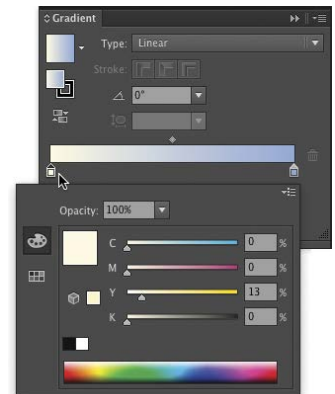 Gradient
Type: Linear
Stroke:
0°
Opacity: 100%
C 0 %
M 0 %
Y 13 %
K 0 %